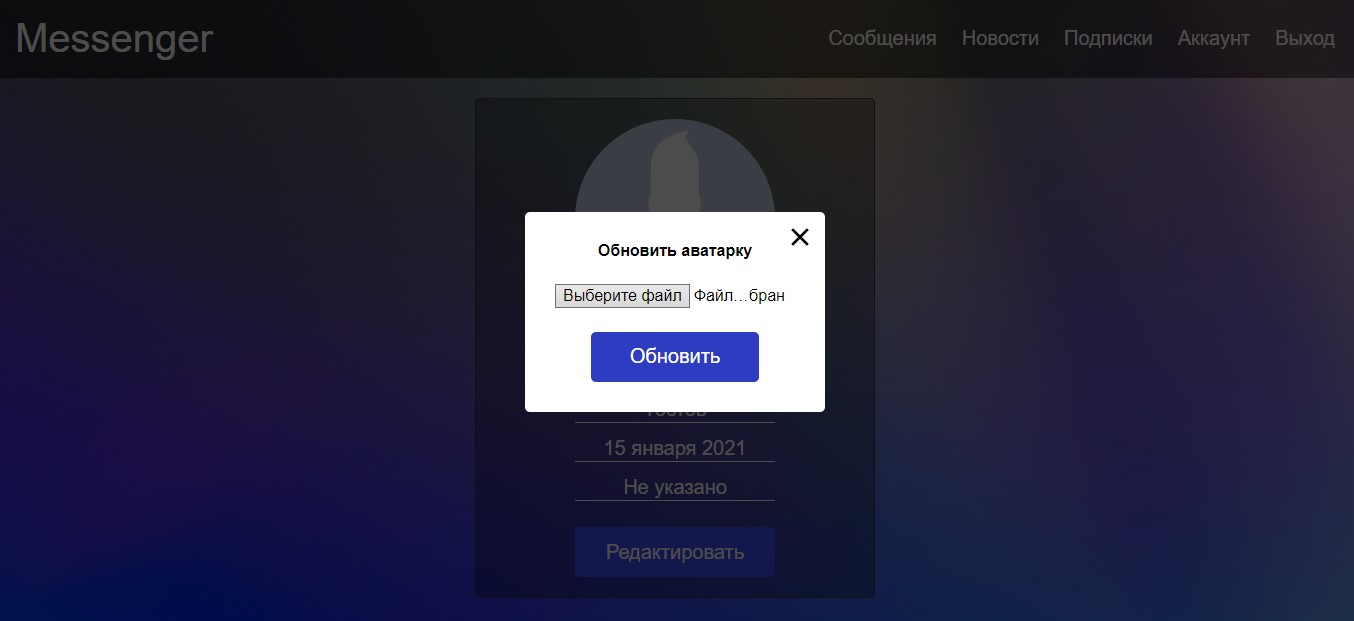 Messenger
Сообщения Новости Подписки Аккаунт Выход
Обновить аватарку
Выберите файл Файл...бран
Обновить
15 января 2021
Не указано
Редактировать